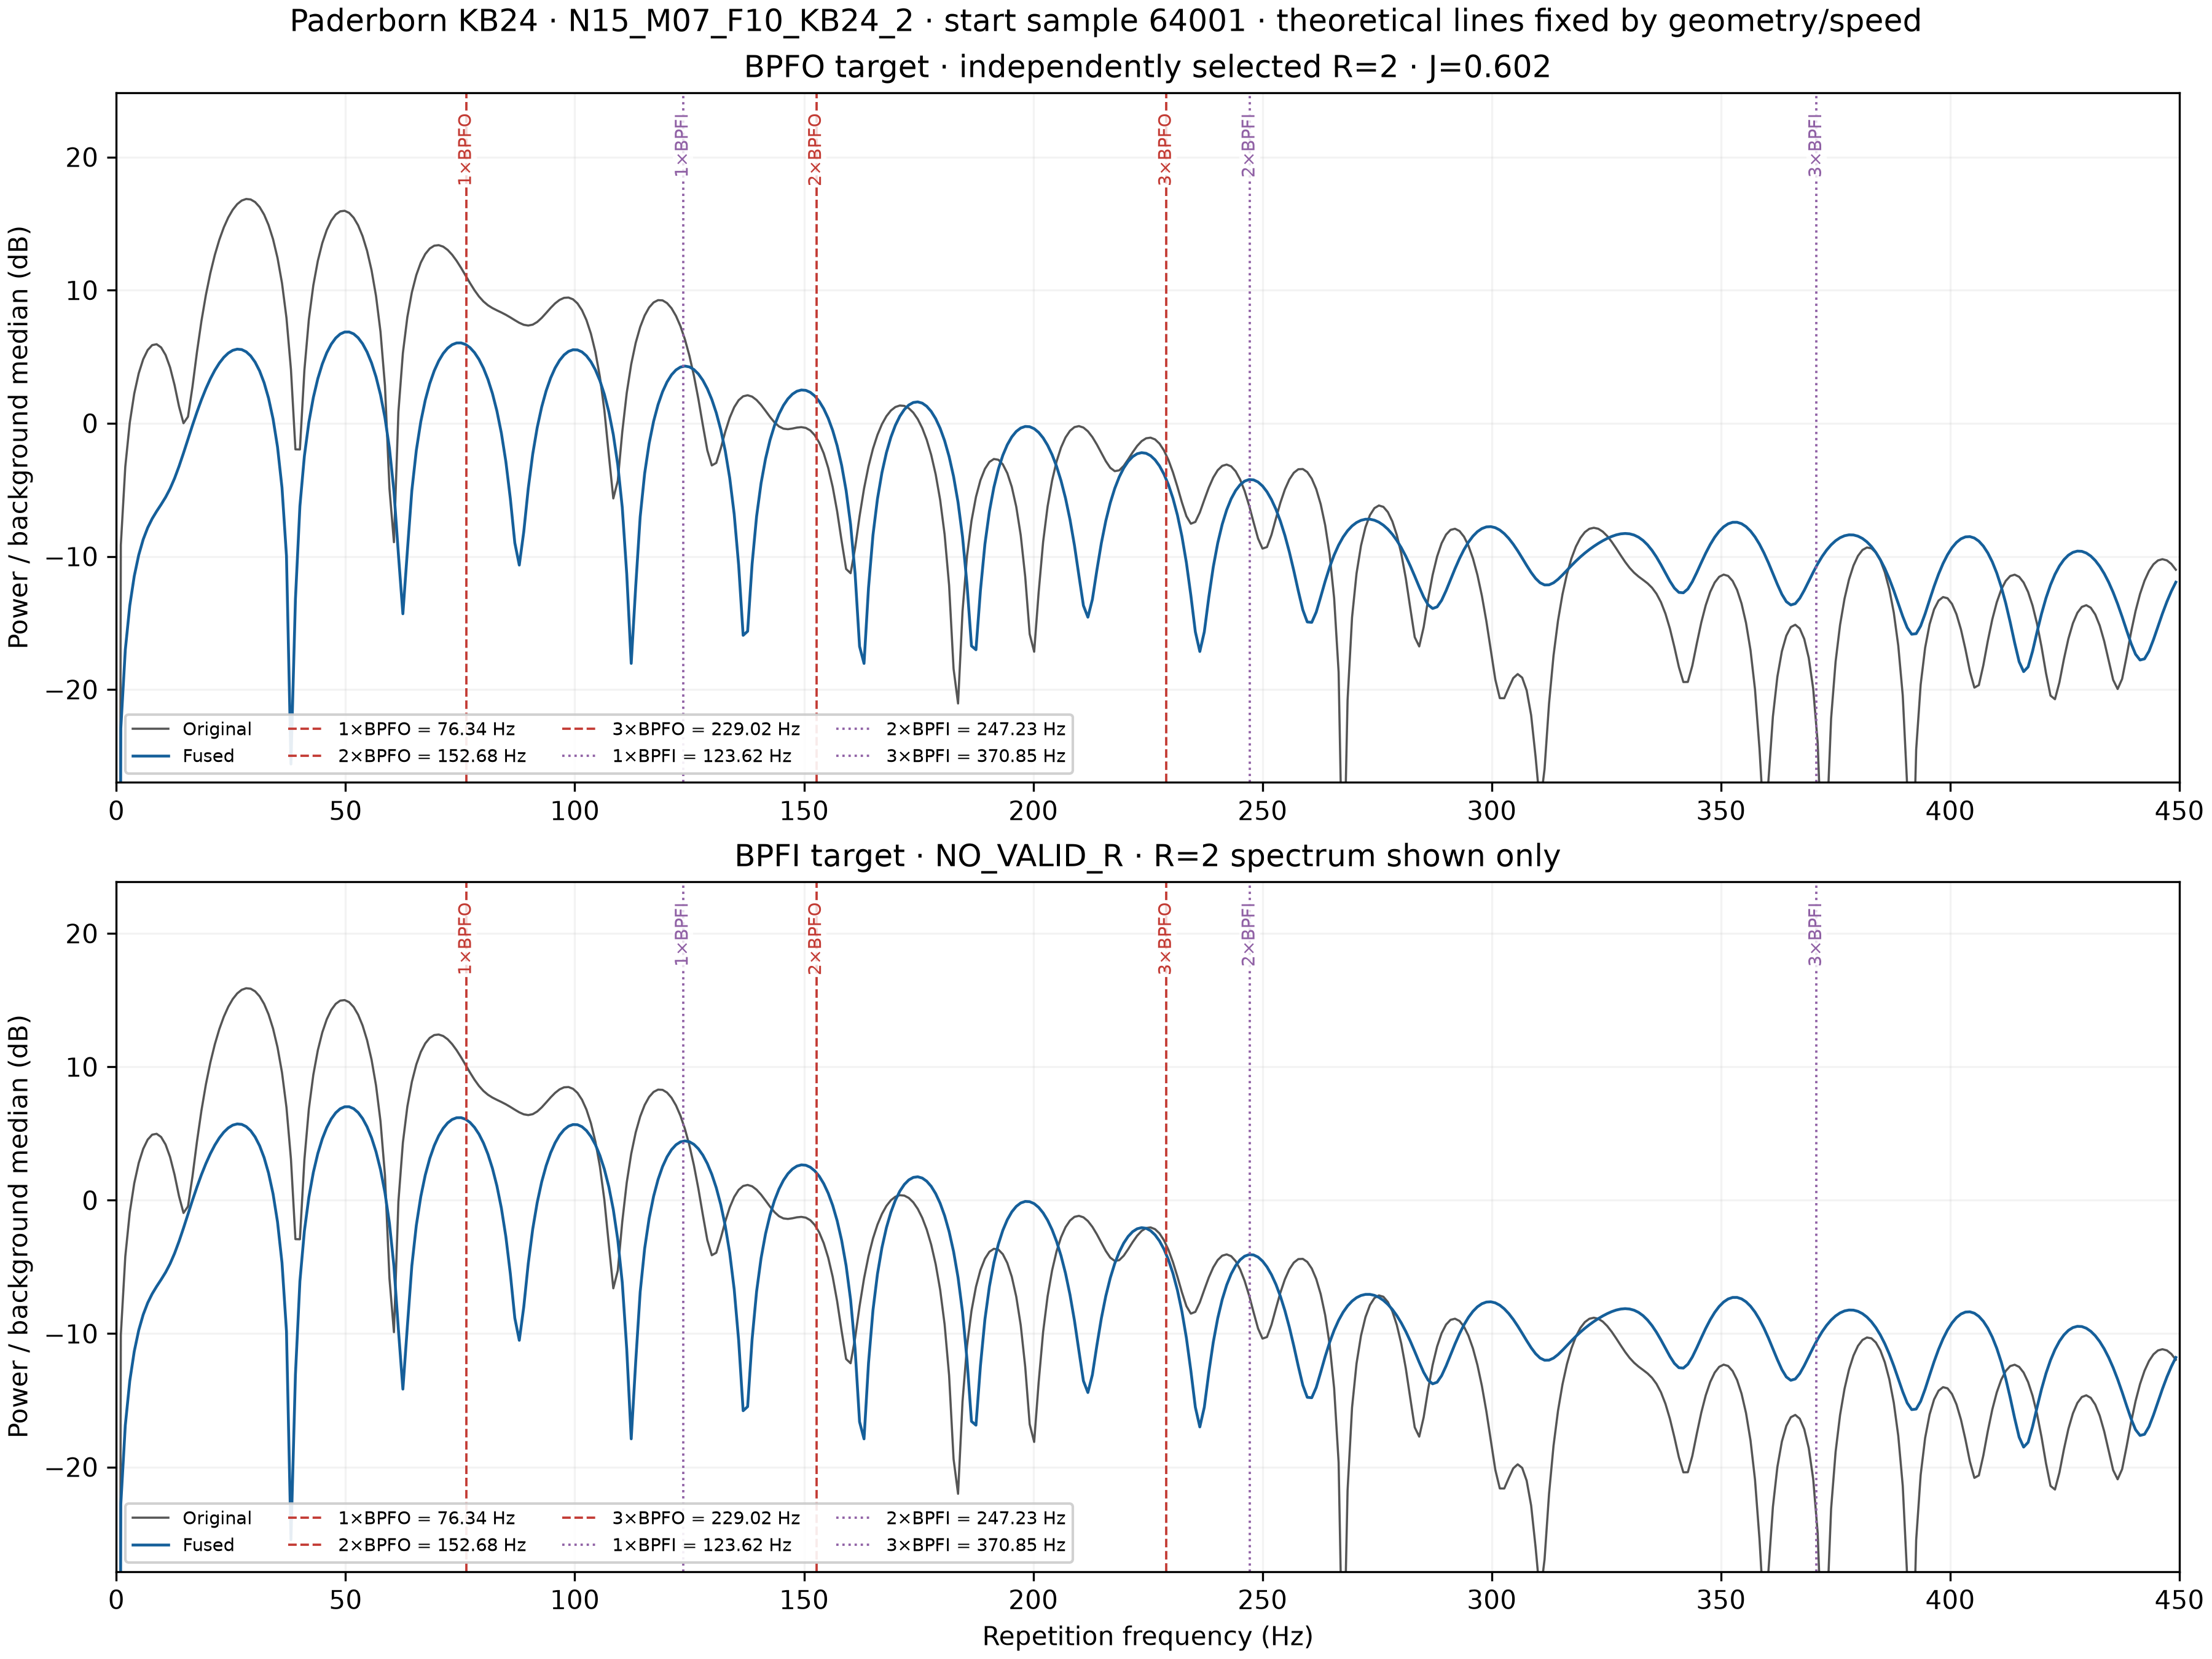 Paderborn KB24 · N15_M07_F10_KB24_2 · start sample 64001 · theoretical lines fixed by geometry/speed
BPFO target · independently selected R=2 · J=0.602
Power / background median (dB)
20
10
0
−10
−20
1×BPFO
1×BPFI
2×BPFO
3×BPFO
2×BPFI
3×BPFI
Original
1×BPFO = 76.34 Hz
3×BPFO = 229.02 Hz
2×BPFI = 247.23 Hz
Fused
2×BPFO = 152.68 Hz
1×BPFI = 123.62 Hz
3×BPFI = 370.85 Hz
0 50 100 150 200 250 300 350 400 450
BPFI target · NO_VALID_R · R=2 spectrum shown only
Power / background median (dB)
20
10
0
−10
−20
1×BPFO
1×BPFI
2×BPFO
3×BPFO
2×BPFI
3×BPFI
Original
1×BPFO = 76.34 Hz
3×BPFO = 229.02 Hz
2×BPFI = 247.23 Hz
Fused
2×BPFO = 152.68 Hz
1×BPFI = 123.62 Hz
3×BPFI = 370.85 Hz
0 50 100 150 200 250 300 350 400 450
Repetition frequency (Hz)